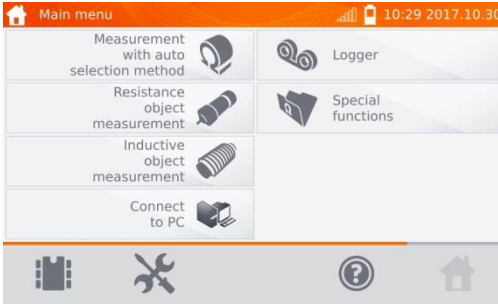 Main menu
10:29 2017.10.30
Measurement
with auto
selection method
Logger
Resistance
object
measurement
Special
functions
Inductive
object
measurement
Connect
to PC